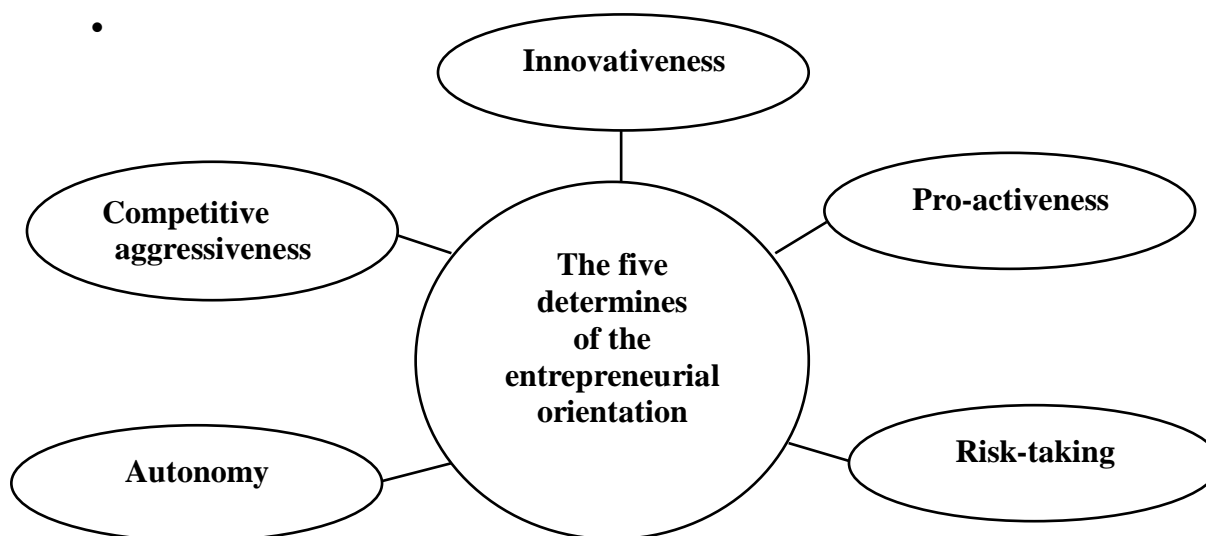 Innovativeness
Competitive
aggressiveness
Pro-activeness
The five
determines
of the
entrepreneurial
orientation
Autonomy
Risk-taking